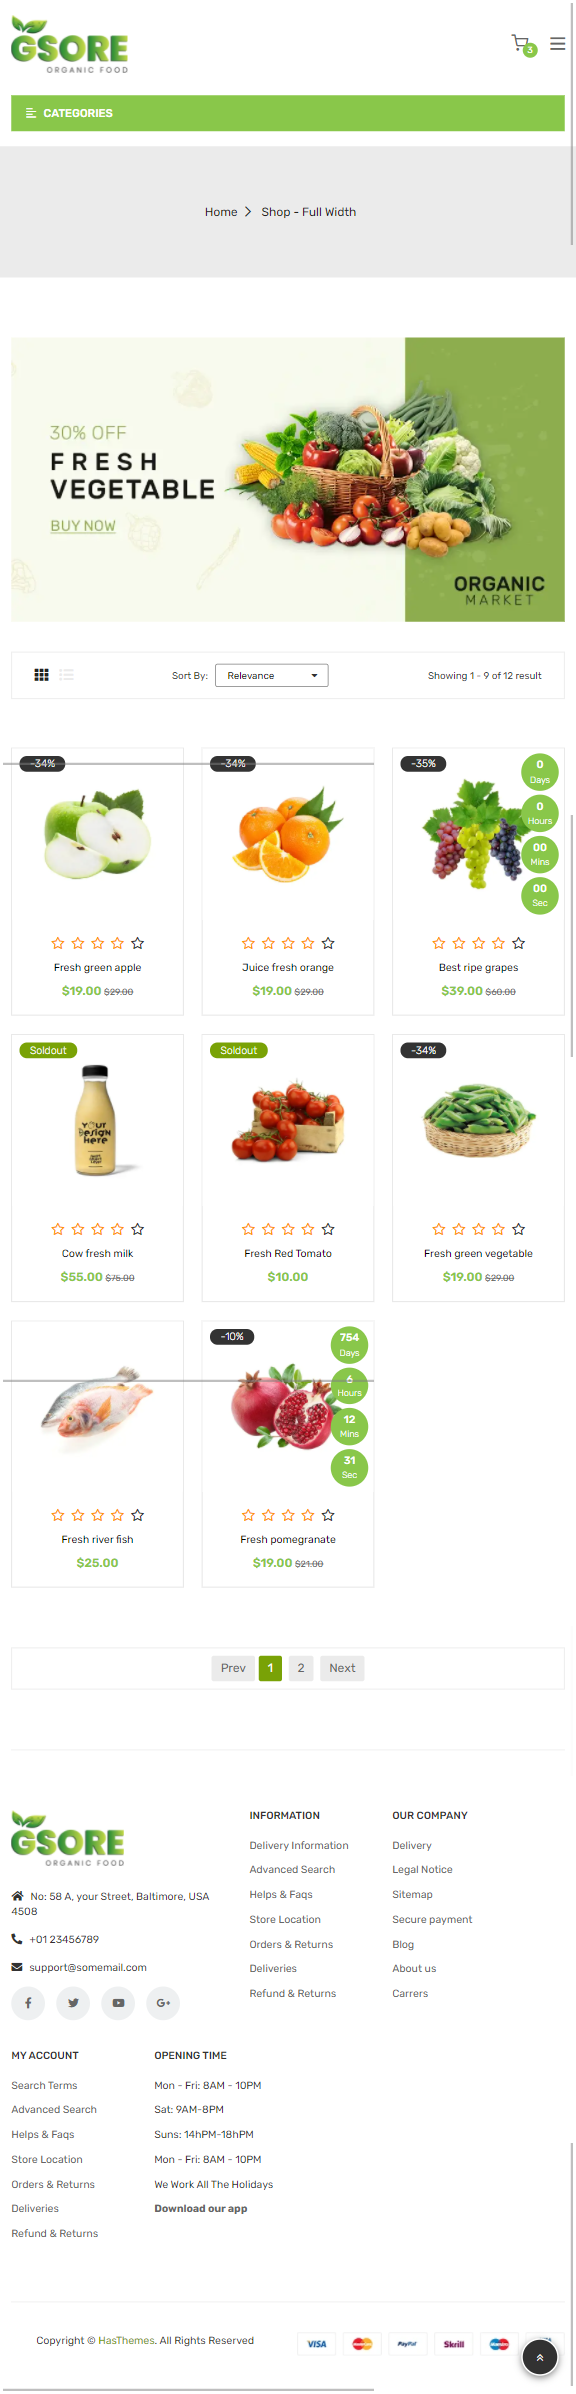 GSORE
ORGANIC FOOD
3
CATEGORIES
Home > Shop - Full Width
30% OFF
FRESH
VEGETABLE
BUY NOW
ORGANIC
MARKET
Sort By: Relevance
Showing 1 - 9 of 12 result
-34%
Fresh green apple
$19.00 $29.00
-34%
Juice fresh orange
$19.00 $29.00
-35%
0
Days
0
Hours
00
Mins
00
Sec
Best ripe grapes
$39.00 $60.00
Soldout
YOUR
DESIGN
HERE
Cow fresh milk
$55.00 $75.00
Soldout
Fresh Red Tomato
$10.00
-34%
Fresh green vegetable
$19.00 $29.00
Fresh river fish
$25.00
-10%
754
Days
6
Hours
12
Mins
31
Sec
Fresh pomegranate
$19.00 $21.00
Prev 1 2 Next
GSORE
ORGANIC FOOD
No: 58 A, your Street, Baltimore, USA
4508
+01 23456789
support@somemail.com
G+
INFORMATION
Delivery Information
Advanced Search
Helps & Faqs
Store Location
Orders & Returns
Deliveries
Refund & Returns
OUR COMPANY
Delivery
Legal Notice
Sitemap
Secure payment
Blog
About us
Carrers
MY ACCOUNT
Search Terms
Advanced Search
Helps & Faqs
Store Location
Orders & Returns
Deliveries
Refund & Returns
OPENING TIME
Mon - Fri: 8AM - 10PM
Sat: 9AM-8PM
Suns: 14hPM-18hPM
Mon - Fri: 8AM - 10PM
We Work All The Holidays
Download our app
Copyright © HasThemes. All Rights Reserved
VISA
PayPal
Skrill